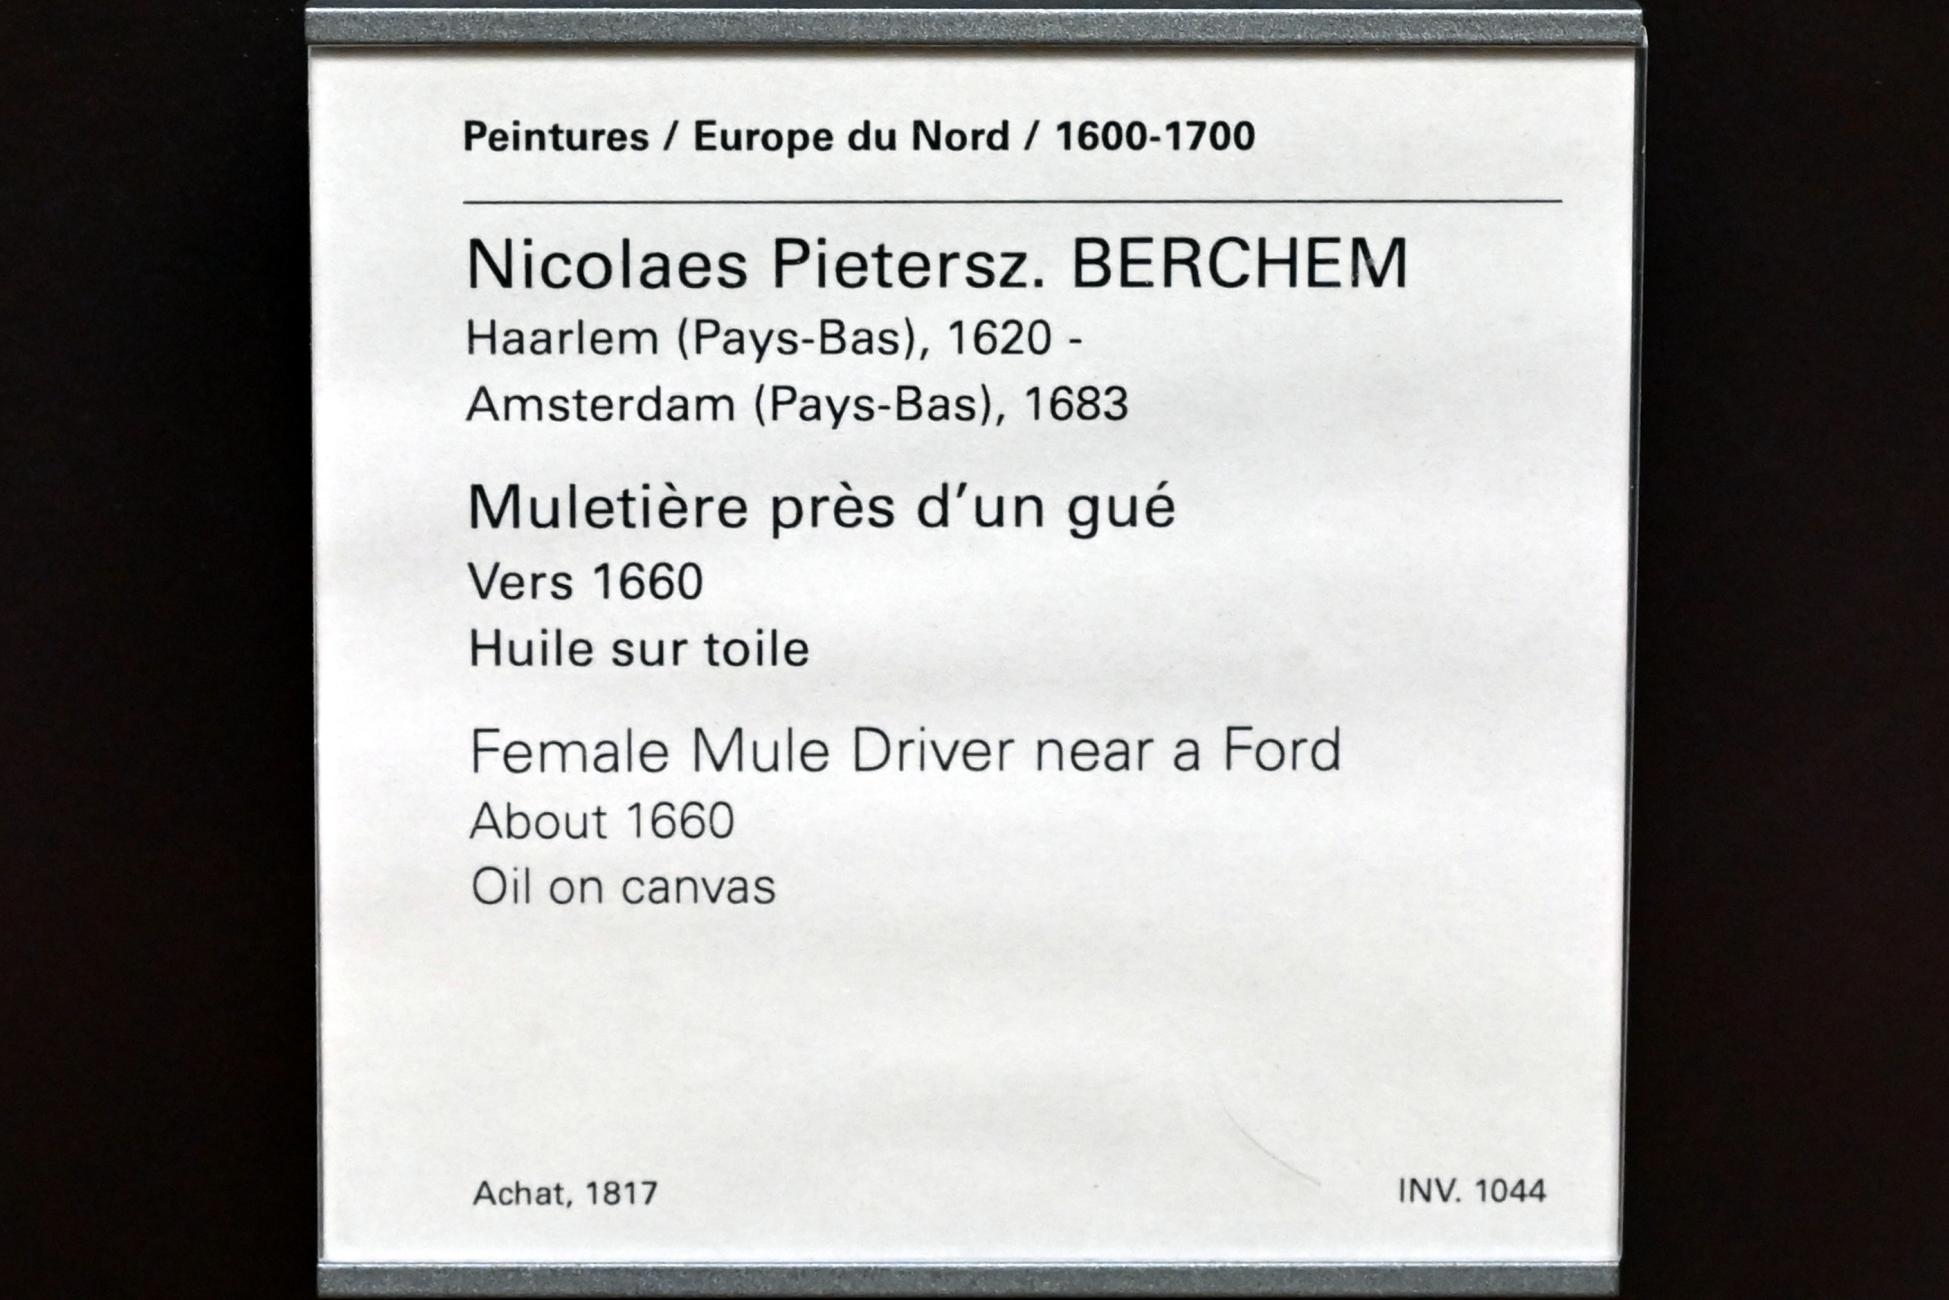 Peintures / Europe du Nord / 1600-1700
Nicolaes Pietersz. BERCHEM
Haarlem (Pays-Bas), 1620 -
Amsterdam (Pays-Bas), 1683
Muletière près d’un gué
Vers 1660
Huile sur toile
Female Mule Driver near a Ford
About 1660
Oil on canvas
Achat, 1817
INV. 1044